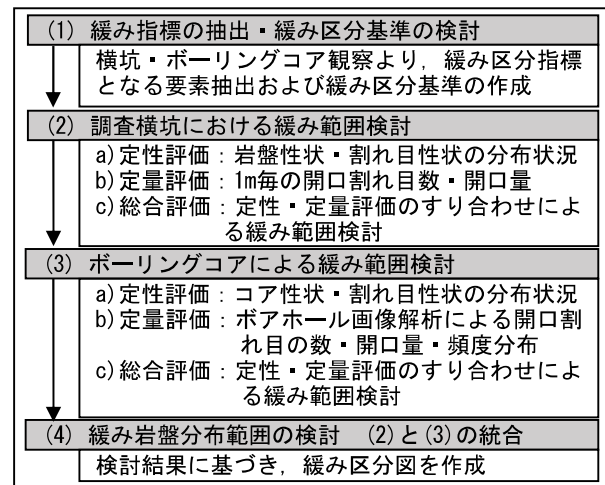 (1) 緩み指標の抽出・緩み区分基準の検討
横坑・ボーリングコア観察より，緩み区分指標
となる要素抽出および緩み区分基準の作成
(2) 調査横坑における緩み範囲検討
a)定性評価：岩盤性状・割れ目性状の分布状況
b)定量評価：1m毎の開口割れ目数・開口量
c)総合評価：定性・定量評価のすり合わせによ
る緩み範囲検討
(3) ボーリングコアによる緩み範囲検討
a)定性評価：コア性状・割れ目性状の分布状況
b)定量評価：ボアホール画像解析による開口割
れ目の数・開口量・頻度分布
c)総合評価：定性・定量評価のすり合わせによ
る緩み範囲検討
(4) 緩み岩盤分布範囲の検討　(2)と(3)の統合
検討結果に基づき，緩み区分図を作成